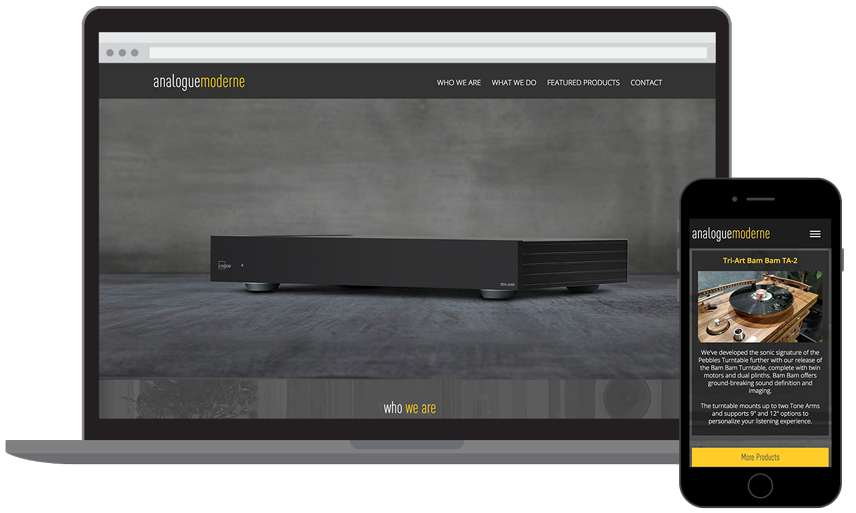 analoguemoderne
WHO WE ARE WHAT WE DO FEATURED PRODUCTS CONTACT
who we are
analoguemoderne
Tri-Art Bam Bam TA-2
We've developed the sonic signature of the
Pebbles Turntable further with our release of
the Bam Bam Turntable, complete with twin
motors and dual plinths. Bam Bam offers
ground-breaking sound definition and
imaging.
The turntable mounts up to two Tone Arms
and supports 9" and 12" options to
personalize your listening experience.
More Products